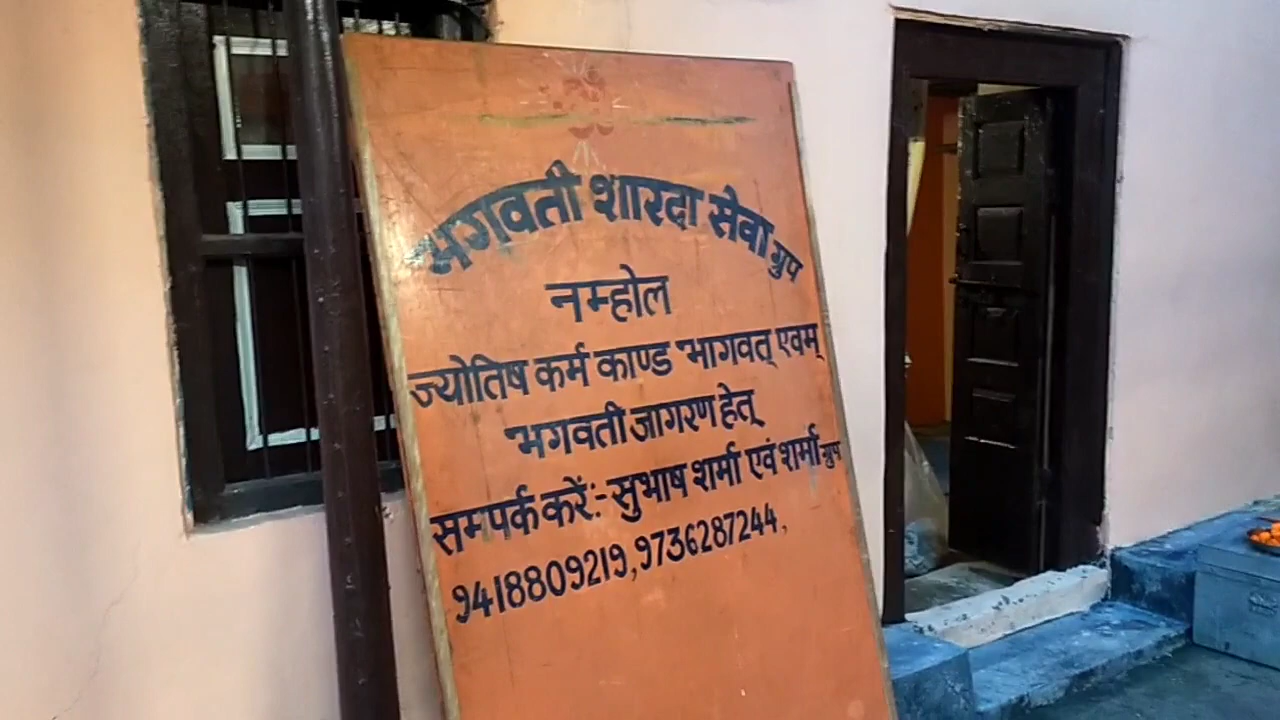 भगवती शारदा सेवा ग्रुप
नम्होल
ज्योतिष कर्म काण्ड भागवत् एवम्
भगवती जागरण हेत्
सम्पर्क करें:- सुभाष शर्मा एवं शर्मा ग्रुप
9418809219, 9736287244,